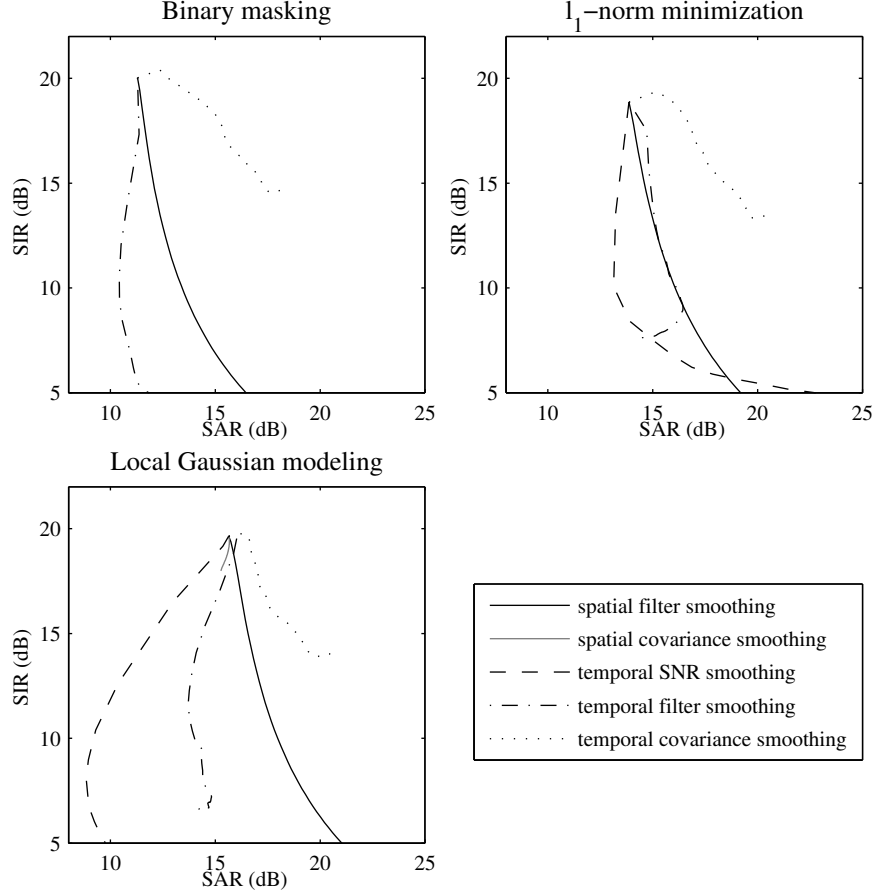 Binary masking
20
15
10
5
SIR (dB)
10
15
20
25
SAR (dB)
l1−norm minimization
20
15
10
5
SIR (dB)
10
15
20
25
SAR (dB)
Local Gaussian modeling
20
15
10
5
SIR (dB)
10
15
20
25
SAR (dB)
spatial filter smoothing
spatial covariance smoothing
temporal SNR smoothing
temporal filter smoothing
temporal covariance smoothing